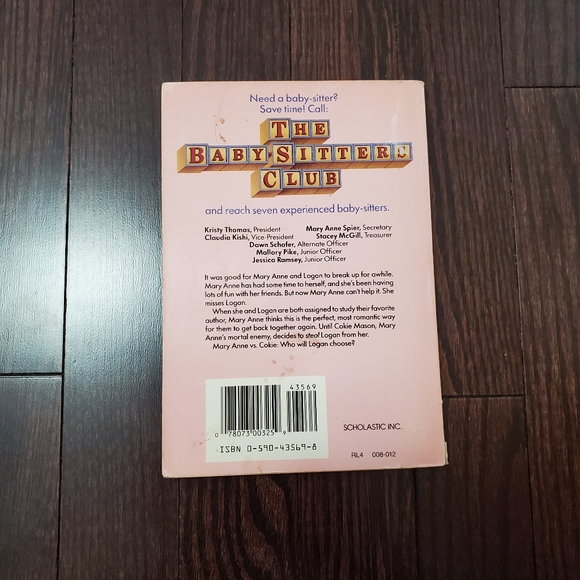 Need a baby-sitter?
Save time! Call:
THE
BABY-SITTERS
CLUB
and reach seven experienced baby-sitters.
Kristy Thomas, President Mary Anne Spier, Secretary
Claudia Kishi, Vice-President Stacey McGill, Treasurer
Dawn Schafer, Alternate Officer
Mallory Pike, Junior Officer
Jessica Ramsey, Junior Officer
It was good for Mary Anne and Logan to break up for awhile.
Mary Anne has had some time to herself, and she's been having
lots of fun with her friends. But now Mary Anne can't help it. She
misses Logan.
When she and Logan are both assigned to study their favorite
author, Mary Anne thinks this is the perfect, most romantic way
for them to get back together again. Until Cokie Mason, Mary
Anne's mortal enemy, decides to steal Logan from her.
Mary Anne vs. Cokie: Who will Logan choose?
43569
0 78073 00325 9
ISBN 0-590-43569-8
SCHOLASTIC INC.
RL4 008-012